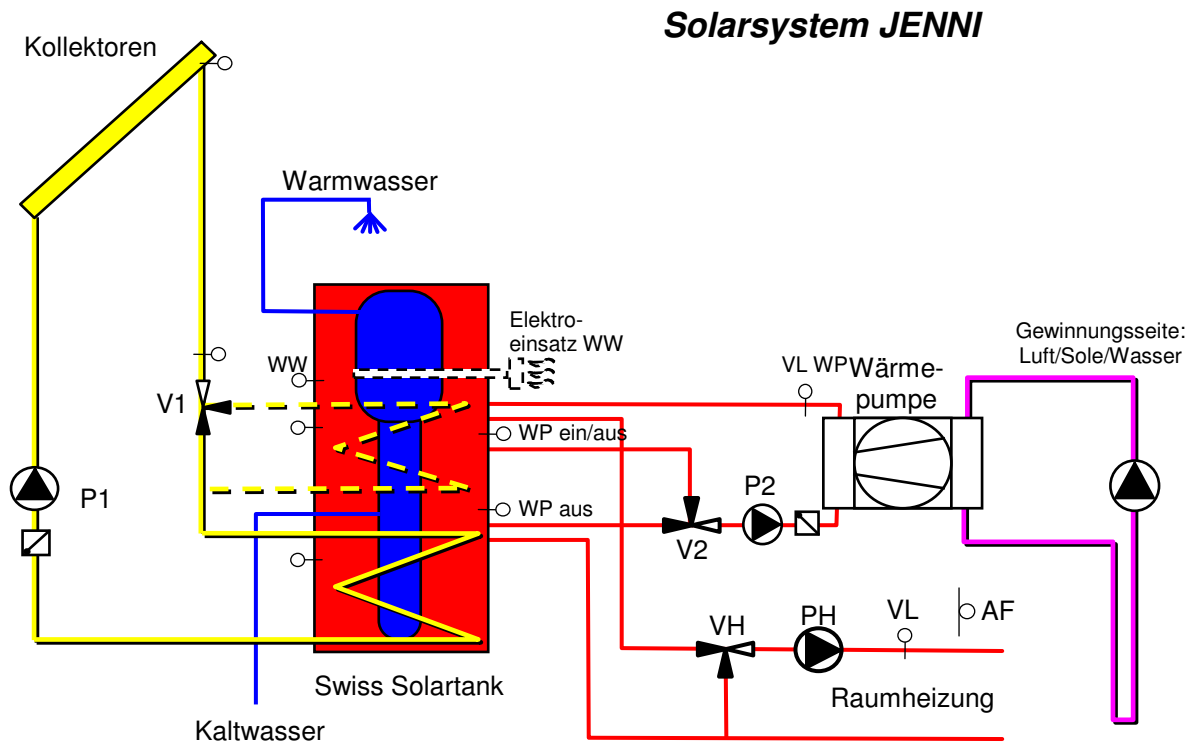 Solarsystem JENNI
Kollektoren
Warmwasser
Elektro-
einsatz WW
Gewinnungsseite:
Luft/Sole/Wasser
WW
VL WP
Wärme-
pumpe
V1
WP ein/aus
P1
P2
WP aus
V2
VH
PH
VL
AF
Swiss Solartank
Raumheizung
Kaltwasser